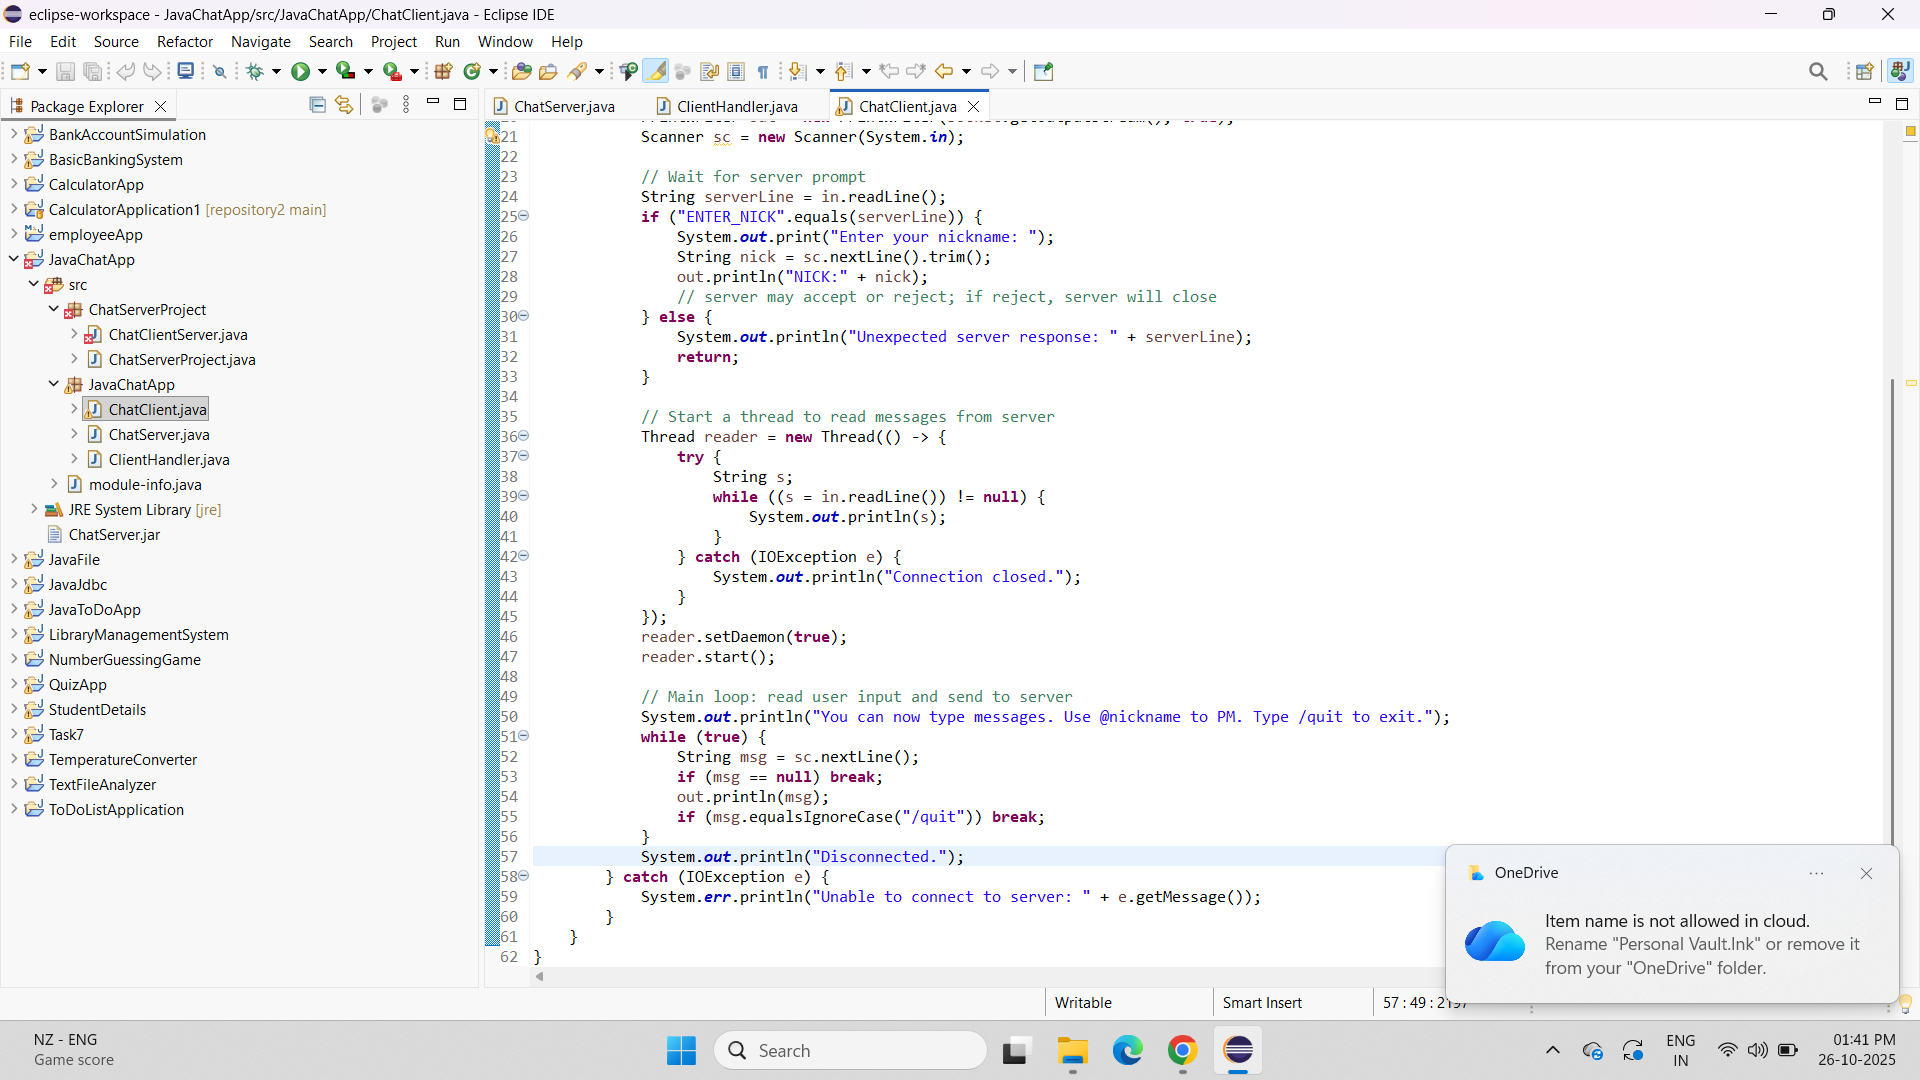 eclipse-workspace - JavaChatApp/src/JavaChatApp/ChatClient.java - Eclipse IDE
File Edit Source Refactor Navigate Search Project Run Window Help
Package Explorer
BankAccountSimulation
BasicBankingSystem
CalculatorApp
CalculatorApplication1 [repository2 main]
employeeApp
JavaChatApp
src
ChatServerProject
ChatClientServer.java
ChatServerProject.java
JavaChatApp
ChatClient.java
ChatServer.java
ClientHandler.java
module-info.java
JRE System Library [jre]
ChatServer.jar
JavaFile
JavaJdbc
JavaToDoApp
LibraryManagementSystem
NumberGuessingGame
QuizApp
StudentDetails
Task7
TemperatureConverter
TextFileAnalyzer
ToDoListApplication
ChatServer.java ClientHandler.java ChatClient.java
21 Scanner sc = new Scanner(System.in);
22
23 // Wait for server prompt
24 String serverLine = in.readLine();
25 if ("ENTER_NICK".equals(serverLine)) {
26 System.out.print("Enter your nickname: ");
27 String nick = sc.nextLine().trim();
28 out.println("NICK:" + nick);
29 // server may accept or reject; if reject, server will close
30 } else {
31 System.out.println("Unexpected server response: " + serverLine);
32 return;
33 }
34
35 // Start a thread to read messages from server
36 Thread reader = new Thread(() -> {
37 try {
38 String s;
39 while ((s = in.readLine()) != null) {
40 System.out.println(s);
41 }
42 } catch (IOException e) {
43 System.out.println("Connection closed.");
44 }
45 });
46 reader.setDaemon(true);
47 reader.start();
48
49 // Main loop: read user input and send to server
50 System.out.println("You can now type messages. Use @nickname to PM. Type /quit to exit.");
51 while (true) {
52 String msg = sc.nextLine();
53 if (msg == null) break;
54 out.println(msg);
55 if (msg.equalsIgnoreCase("/quit")) break;
56 }
57 System.out.println("Disconnected.");
58 } catch (IOException e) {
59 System.err.println("Unable to connect to server: " + e.getMessage());
60 }
61 }
62 }
OneDrive
Item name is not allowed in cloud.
Rename "Personal Vault.lnk" or remove it
from your "OneDrive" folder.
Writable Smart Insert 57 : 49 :
NZ - ENG
Game score
Search
ENG
IN
01:41 PM
26-10-2025